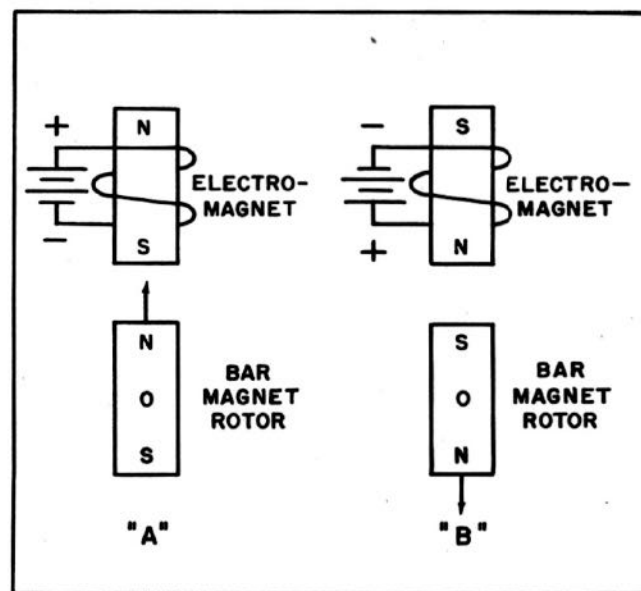 +
N
ELECTRO-
MAGNET
-
S
N
BAR
O
MAGNET
ROTOR
S
"A"
-
S
ELECTRO-
MAGNET
+
N
S
BAR
O
MAGNET
ROTOR
N
"B"